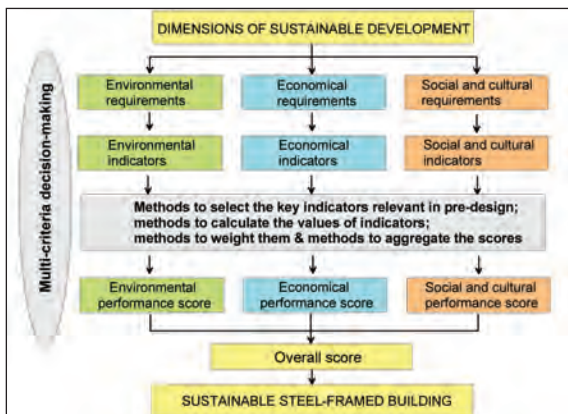 DIMENSIONS OF SUSTAINABLE DEVELOPMENT
Multi-criteria decision-making
Environmental
requirements
Economical
requirements
Social and cultural
requirements
Environmental
indicators
Economical
indicators
Social and cultural
indicators
Methods to select the key indicators relevant in pre-design;
methods to calculate the values of indicators;
methods to weight them & methods to aggregate the scores
Environmental
performance score
Economical
performance score
Social and cultural
performance score
Overall score
SUSTAINABLE STEEL-FRAMED BUILDING